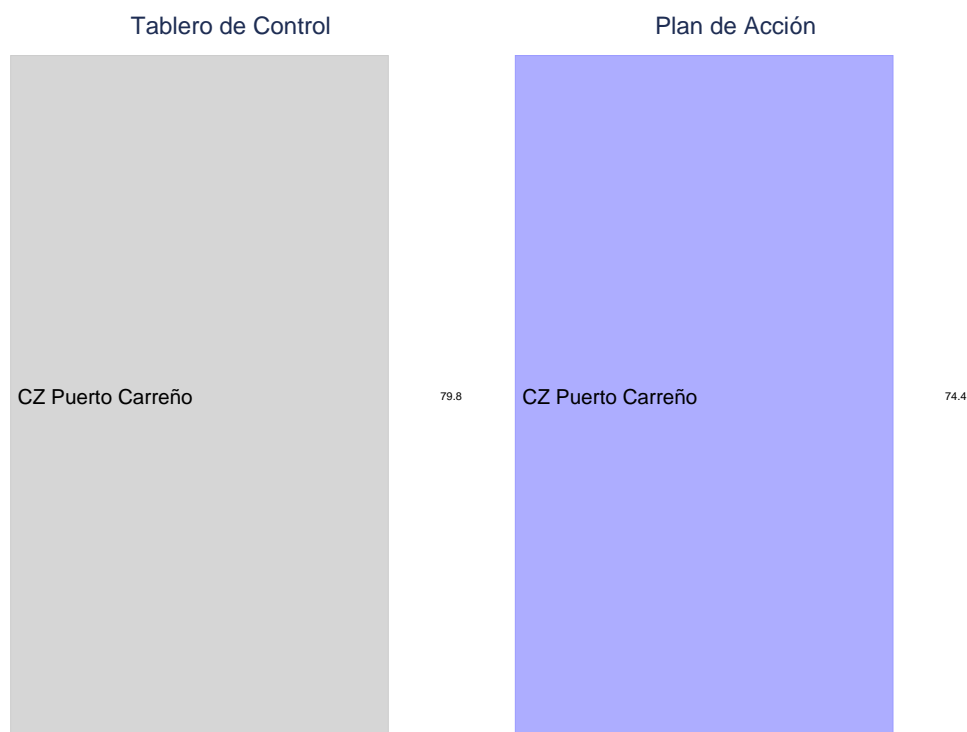 Tablero de Control
Plan de Acción
CZ Puerto Carreño
79.8
CZ Puerto Carreño
74.4